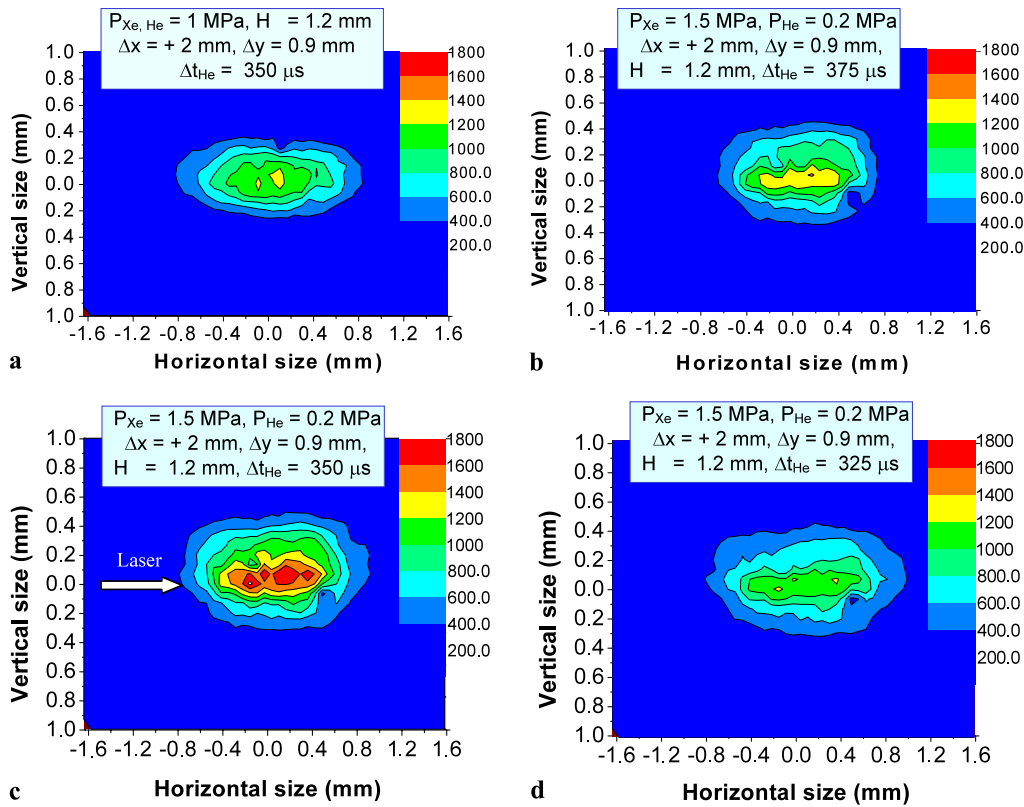 P_Xe, He = 1 MPa, H = 1.2 mm
Δx = + 2 mm, Δy = 0.9 mm
Δt_He = 350 μs
1.0
0.8
0.6
0.4
0.2
0.0
0.2
0.4
0.6
0.8
1.0
Vertical size (mm)
-1.6 -1.2 -0.8 -0.4 0.0 0.4 0.8 1.2 1.6
Horizontal size (mm)
1800
1600
1400
1200
1000
800.0
600.0
400.0
200.0
a
P_Xe = 1.5 MPa, P_He = 0.2 MPa
Δx = + 2 mm, Δy = 0.9 mm,
H = 1.2 mm, Δt_He = 375 μs
1.0
0.8
0.6
0.4
0.2
0.0
0.2
0.4
0.6
0.8
1.0
Vertical size (mm)
-1.6 -1.2 -0.8 -0.4 0.0 0.4 0.8 1.2 1.6
Horizontal size (mm)
1800
1600
1400
1200
1000
800.0
600.0
400.0
200.0
b
P_Xe = 1.5 MPa, P_He = 0.2 MPa
Δx = + 2 mm, Δy = 0.9 mm,
H = 1.2 mm, Δt_He = 350 μs
1.0
0.8
0.6
0.4
0.2
0.0
0.2
0.4
0.6
0.8
1.0
Vertical size (mm)
Laser
-1.6 -1.2 -0.8 -0.4 0.0 0.4 0.8 1.2 1.6
Horizontal size (mm)
1800
1600
1400
1200
1000
800.0
600.0
400.0
200.0
c
P_Xe = 1.5 MPa, P_He = 0.2 MPa
Δx = + 2 mm, Δy = 0.9 mm,
H = 1.2 mm, Δt_He = 325 μs
1.0
0.8
0.6
0.4
0.2
0.0
0.2
0.4
0.6
0.8
1.0
Vertical size (mm)
-1.6 -1.2 -0.8 -0.4 0.0 0.4 0.8 1.2 1.6
Horizontal size (mm)
1800
1600
1400
1200
1000
800.0
600.0
400.0
200.0
d